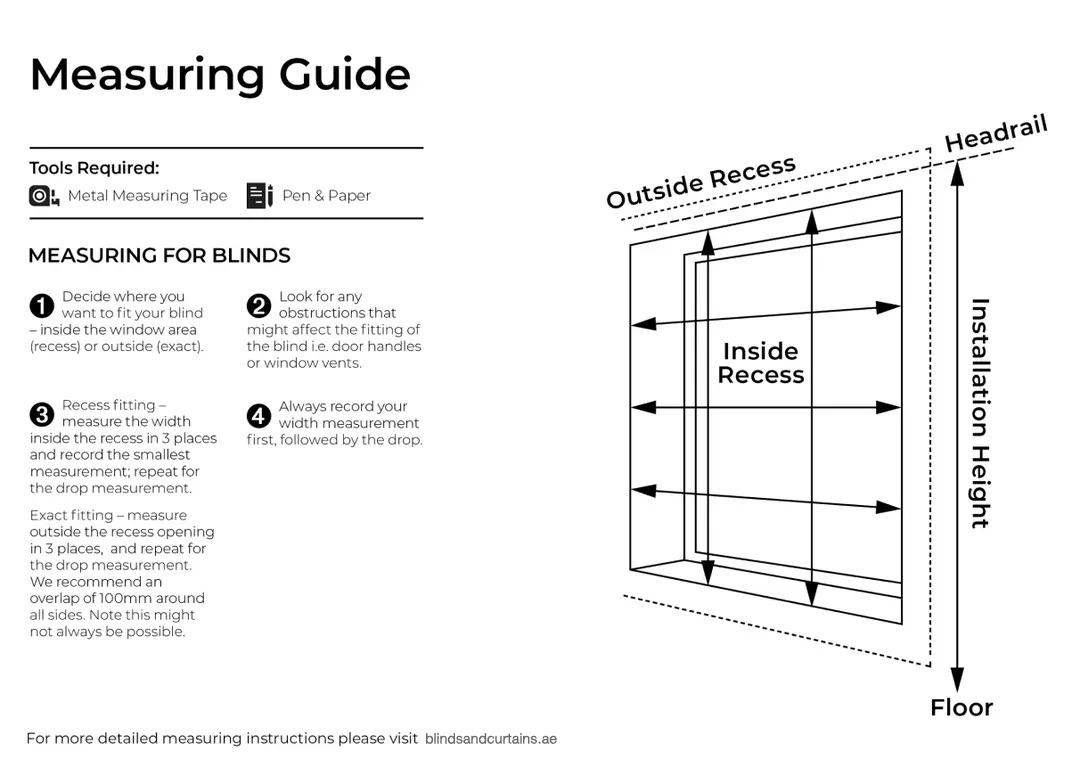 Measuring Guide
Tools Required:
Metal Measuring Tape
Pen & Paper
MEASURING FOR BLINDS
1 Decide where you
want to fit your blind
– inside the window area
(recess) or outside (exact).
2 Look for any
obstructions that
might affect the fitting of
the blind i.e. door handles
or window vents.
3 Recess fitting –
measure the width
inside the recess in 3 places
and record the smallest
measurement; repeat for
the drop measurement.
Exact fitting – measure
outside the recess opening
in 3 places, and repeat for
the drop measurement.
We recommend an
overlap of 100mm around
all sides. Note this might
not always be possible.
4 Always record your
width measurement
first, followed by the drop.
Outside Recess
Headrail
Inside
Recess
Installation Height
Floor
For more detailed measuring instructions please visit blindsandcurtains.ae